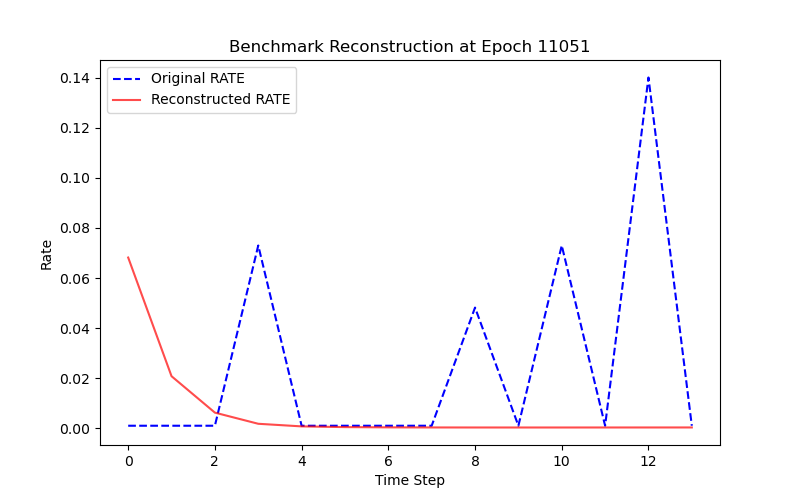 Benchmark Reconstruction at Epoch 11051
Original RATE
Reconstructed RATE
Rate
0.14
0.12
0.10
0.08
0.06
0.04
0.02
0.00
0 2 4 6 8 10 12
Time Step